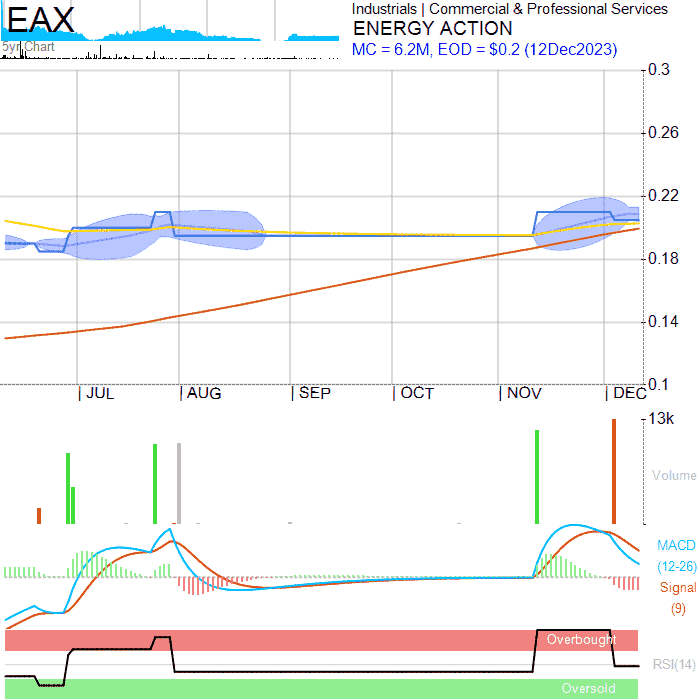 EAX
5yr Chart
Industrials | Commercial & Professional Services
ENERGY ACTION
MC = 6.2M, EOD = $0.2 (12Dec2023)
0.3
0.26
0.22
0.18
0.14
0.1
JUL AUG SEP OCT NOV DEC
13k
Volume
MACD
(12-26)
Signal
(9)
Overbought
RSI(14)
Oversold